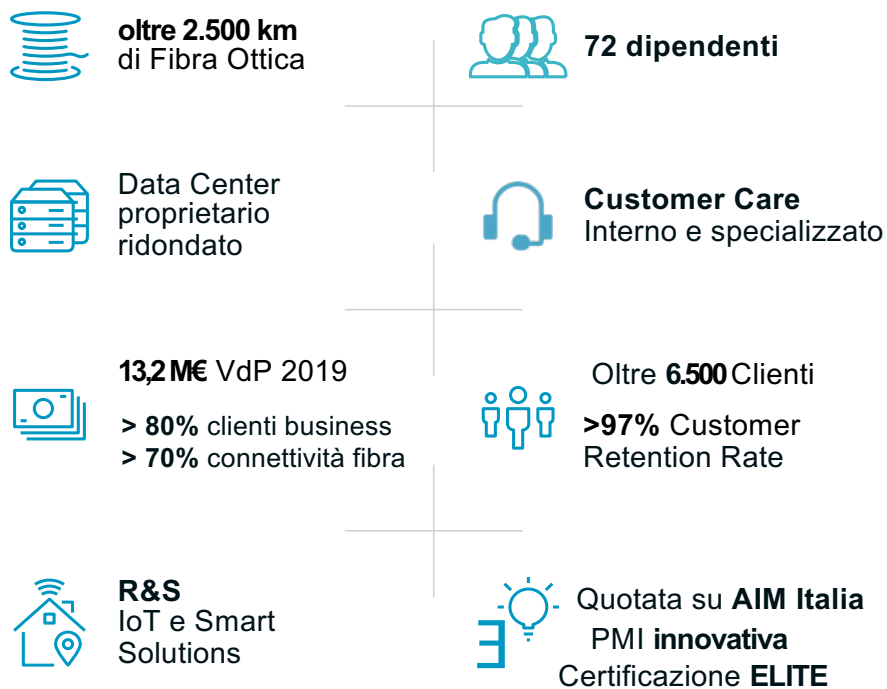 oltre 2.500 km
di Fibra Ottica
72 dipendenti
Data Center
proprietario
ridondato
Customer Care
Interno e specializzato
13,2 M€ VdP 2019
> 80% clienti business
> 70% connettività fibra
Oltre 6.500 Clienti
>97% Customer
Retention Rate
R&S
IoT e Smart
Solutions
Quotata su AIM Italia
PMI innovativa
Certificazione ELITE